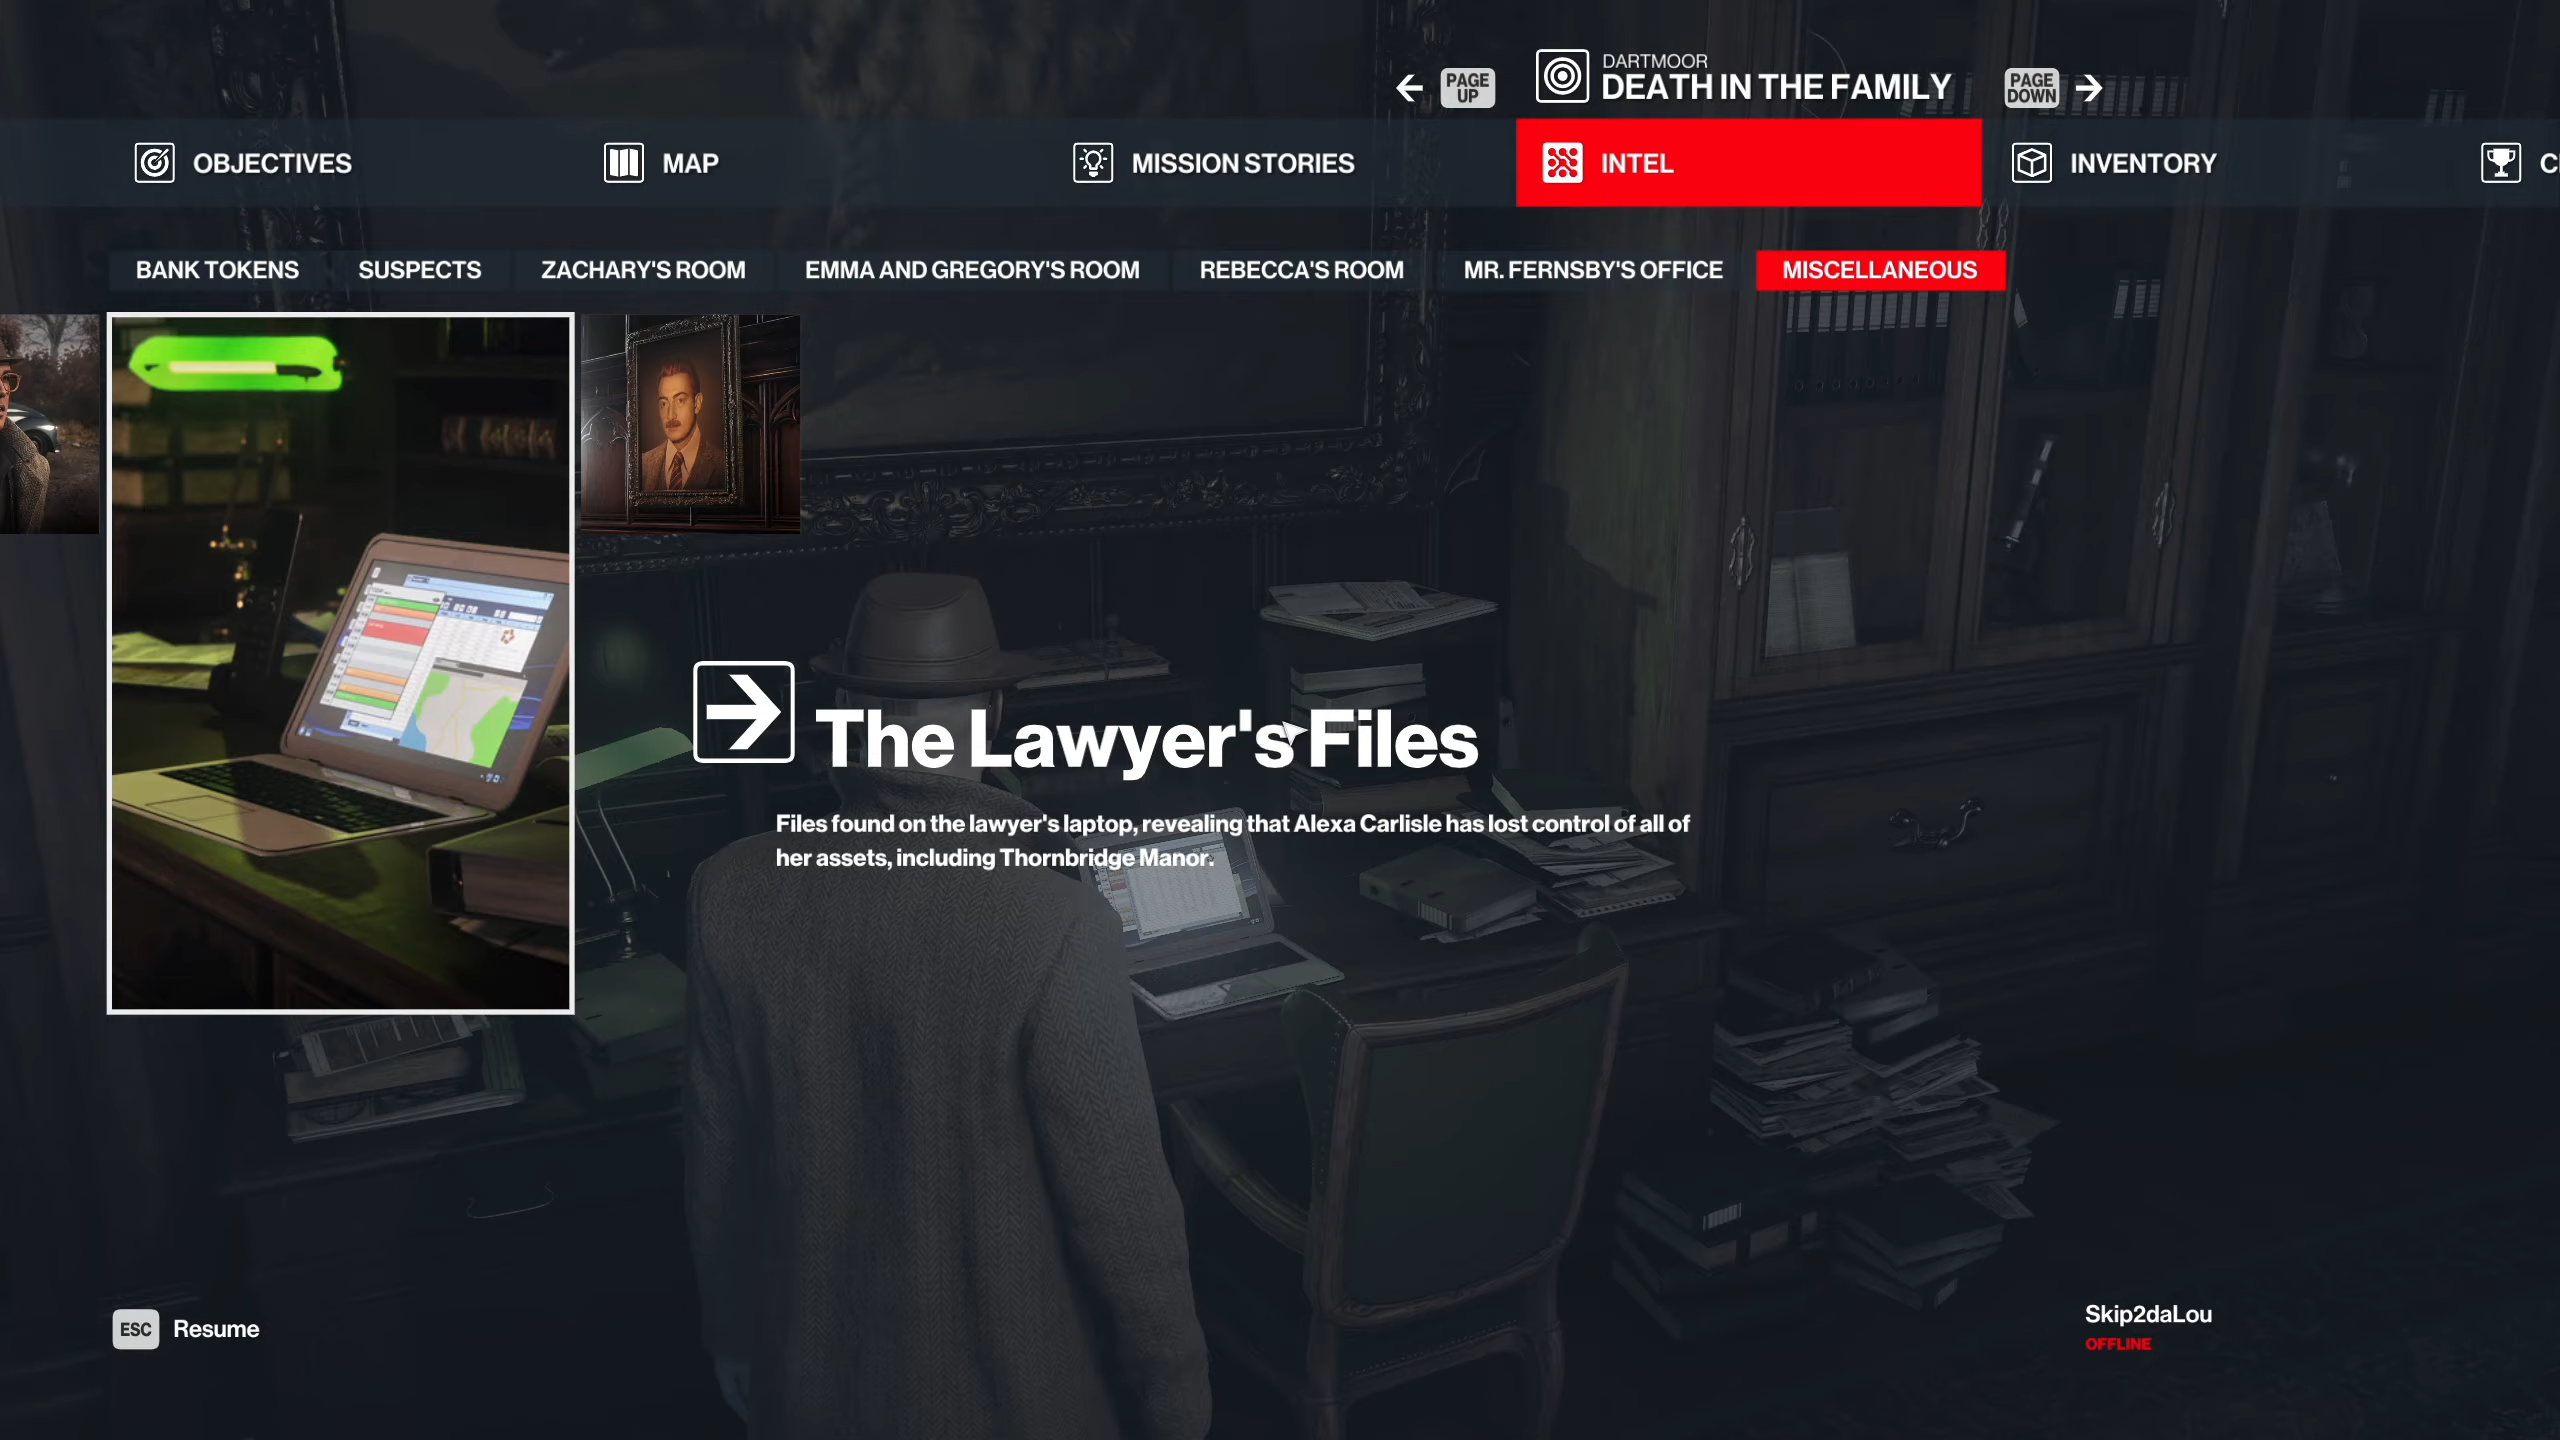 DARTMOOR
PAGE UP
DEATH IN THE FAMILY
PAGE DOWN
OBJECTIVES
MAP
MISSION STORIES
INTEL
INVENTORY
BANK TOKENS
SUSPECTS
ZACHARY'S ROOM
EMMA AND GREGORY'S ROOM
REBECCA'S ROOM
MR. FERNSBY'S OFFICE
MISCELLANEOUS
The Lawyer's Files
Files found on the lawyer's laptop, revealing that Alexa Carlisle has lost control of all of
her assets, including Thornbridge Manor.
ESC Resume
Skip2daLou
OFFLINE